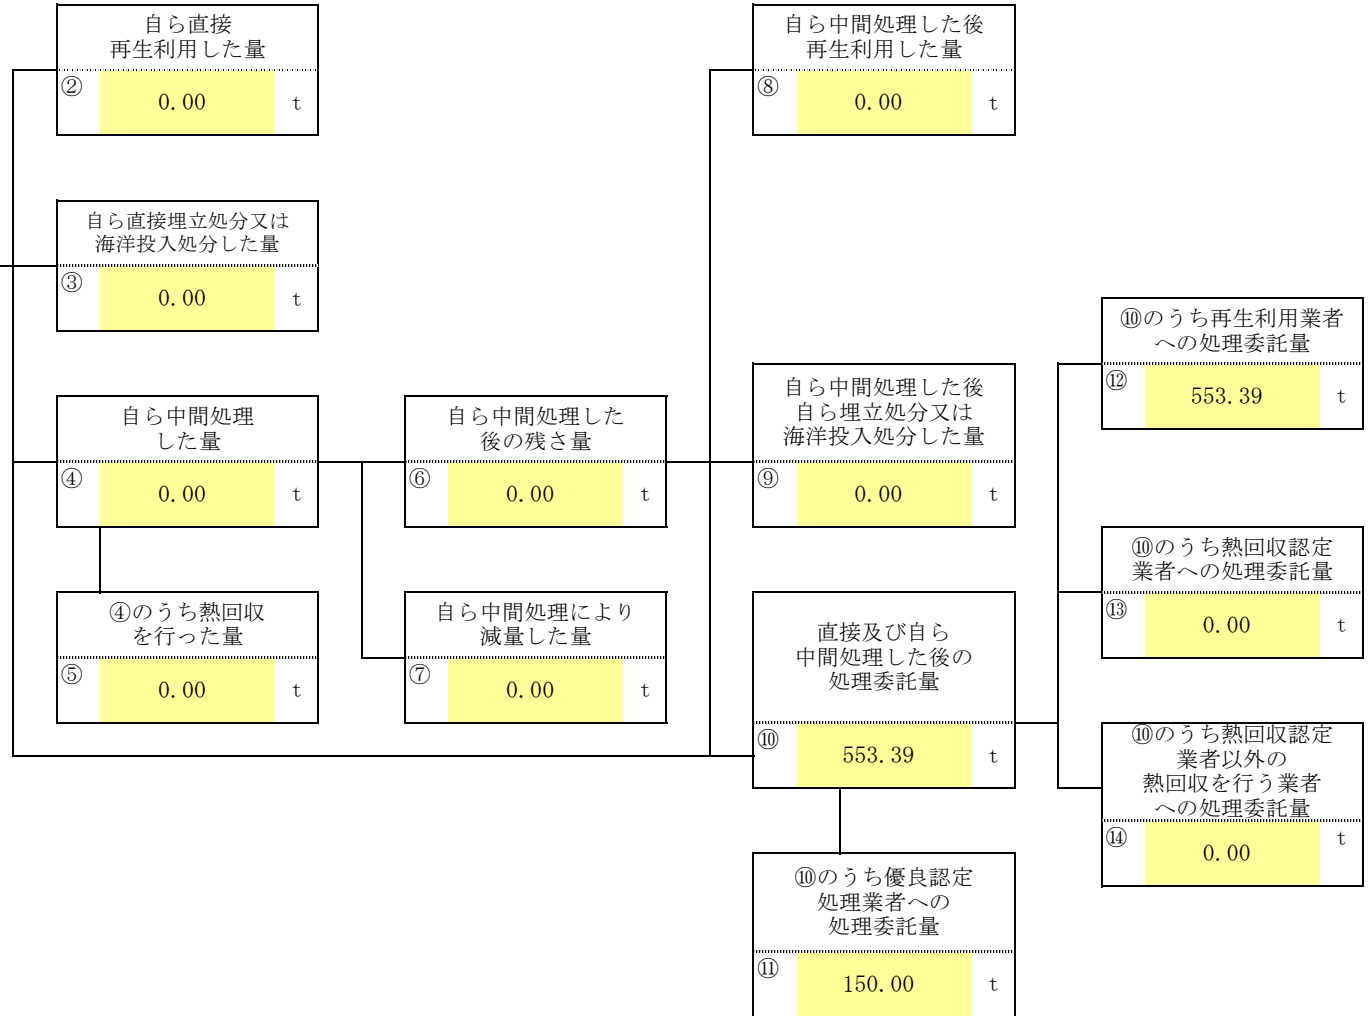 自ら直接
再生利用した量
② 0.00 t
自ら中間処理した後
再生利用した量
⑧ 0.00 t
自ら直接埋立処分又は
海洋投入処分した量
③ 0.00 t
⑩のうち再生利用業者
への処理委託量
⑫ 553.39 t
自ら中間処理
した量
④ 0.00 t
自ら中間処理した
後の残さ量
⑥ 0.00 t
自ら中間処理した後
自ら埋立処分又は
海洋投入処分した量
⑨ 0.00 t
⑩のうち熱回収認定
業者への処理委託量
⑬ 0.00 t
④のうち熱回収
を行った量
⑤ 0.00 t
自ら中間処理により
減量した量
⑦ 0.00 t
直接及び自ら
中間処理した後の
処理委託量
⑩ 553.39 t
⑩のうち熱回収認定
業者以外の
熱回収を行う業者
への処理委託量
⑭ 0.00 t
⑩のうち優良認定
処理業者への
処理委託量
⑪ 150.00 t